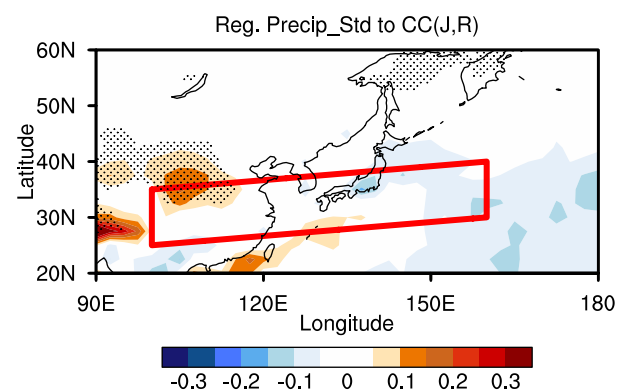 Reg. Precip_Std to CC(J,R)
60N
50N
40N
30N
20N
Latitude
90E 120E 150E 180
Longitude
-0.3 -0.2 -0.1 0 0.1 0.2 0.3